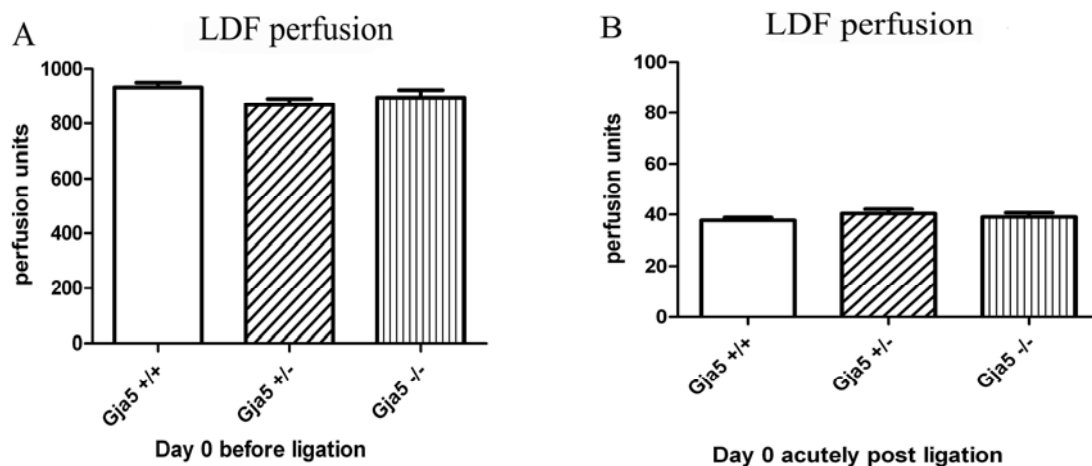 A
LDF perfusion
perfusion units
1000
800
600
400
200
0
Gja5 +/+
Gja5 +/-
Gja5 -/-
Day 0 before ligation
B
LDF perfusion
perfusion units
100
80
60
40
20
0
Gja5 +/+
Gja5 +/-
Gja5 -/-
Day 0 acutely post ligation